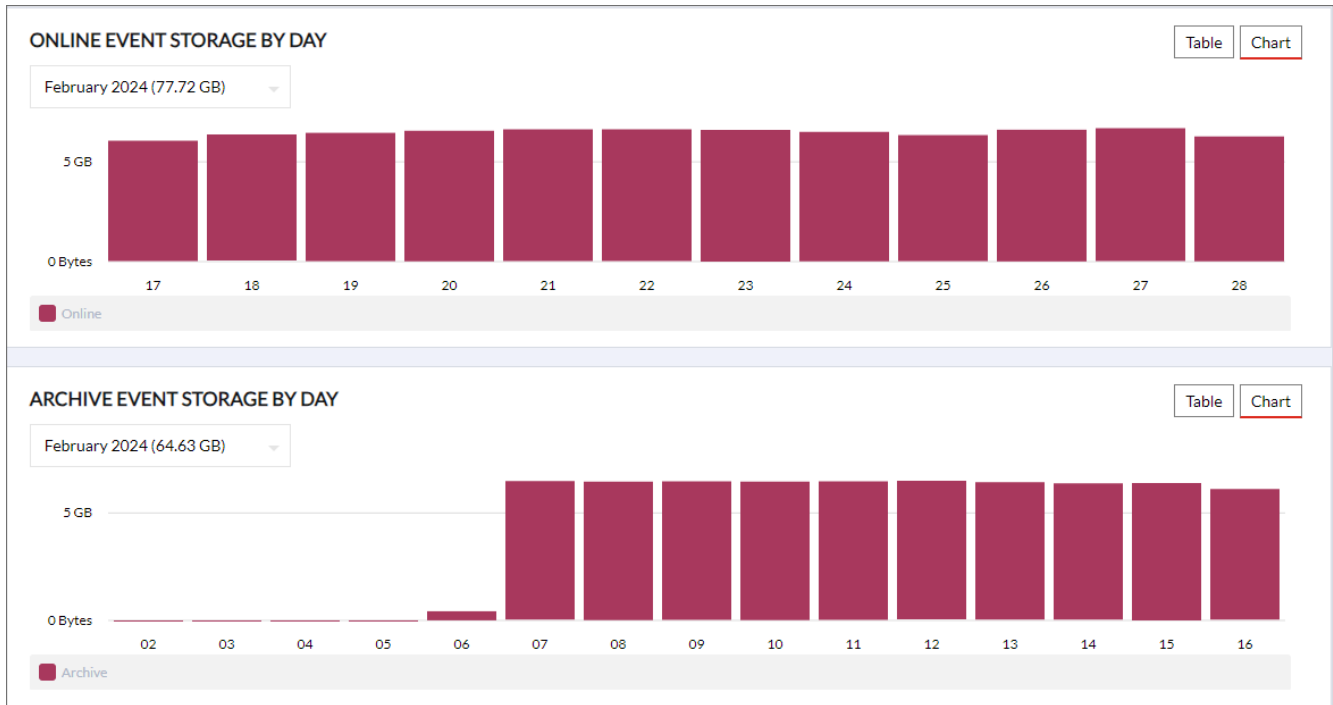 ONLINE EVENT STORAGE BY DAY
Table
Chart
February 2024 (77.72 GB)
5 GB
0 Bytes
17 18 19 20 21 22 23 24 25 26 27 28
Online
ARCHIVE EVENT STORAGE BY DAY
Table
Chart
February 2024 (64.63 GB)
5 GB
0 Bytes
02 03 04 05 06 07 08 09 10 11 12 13 14 15 16
Archive